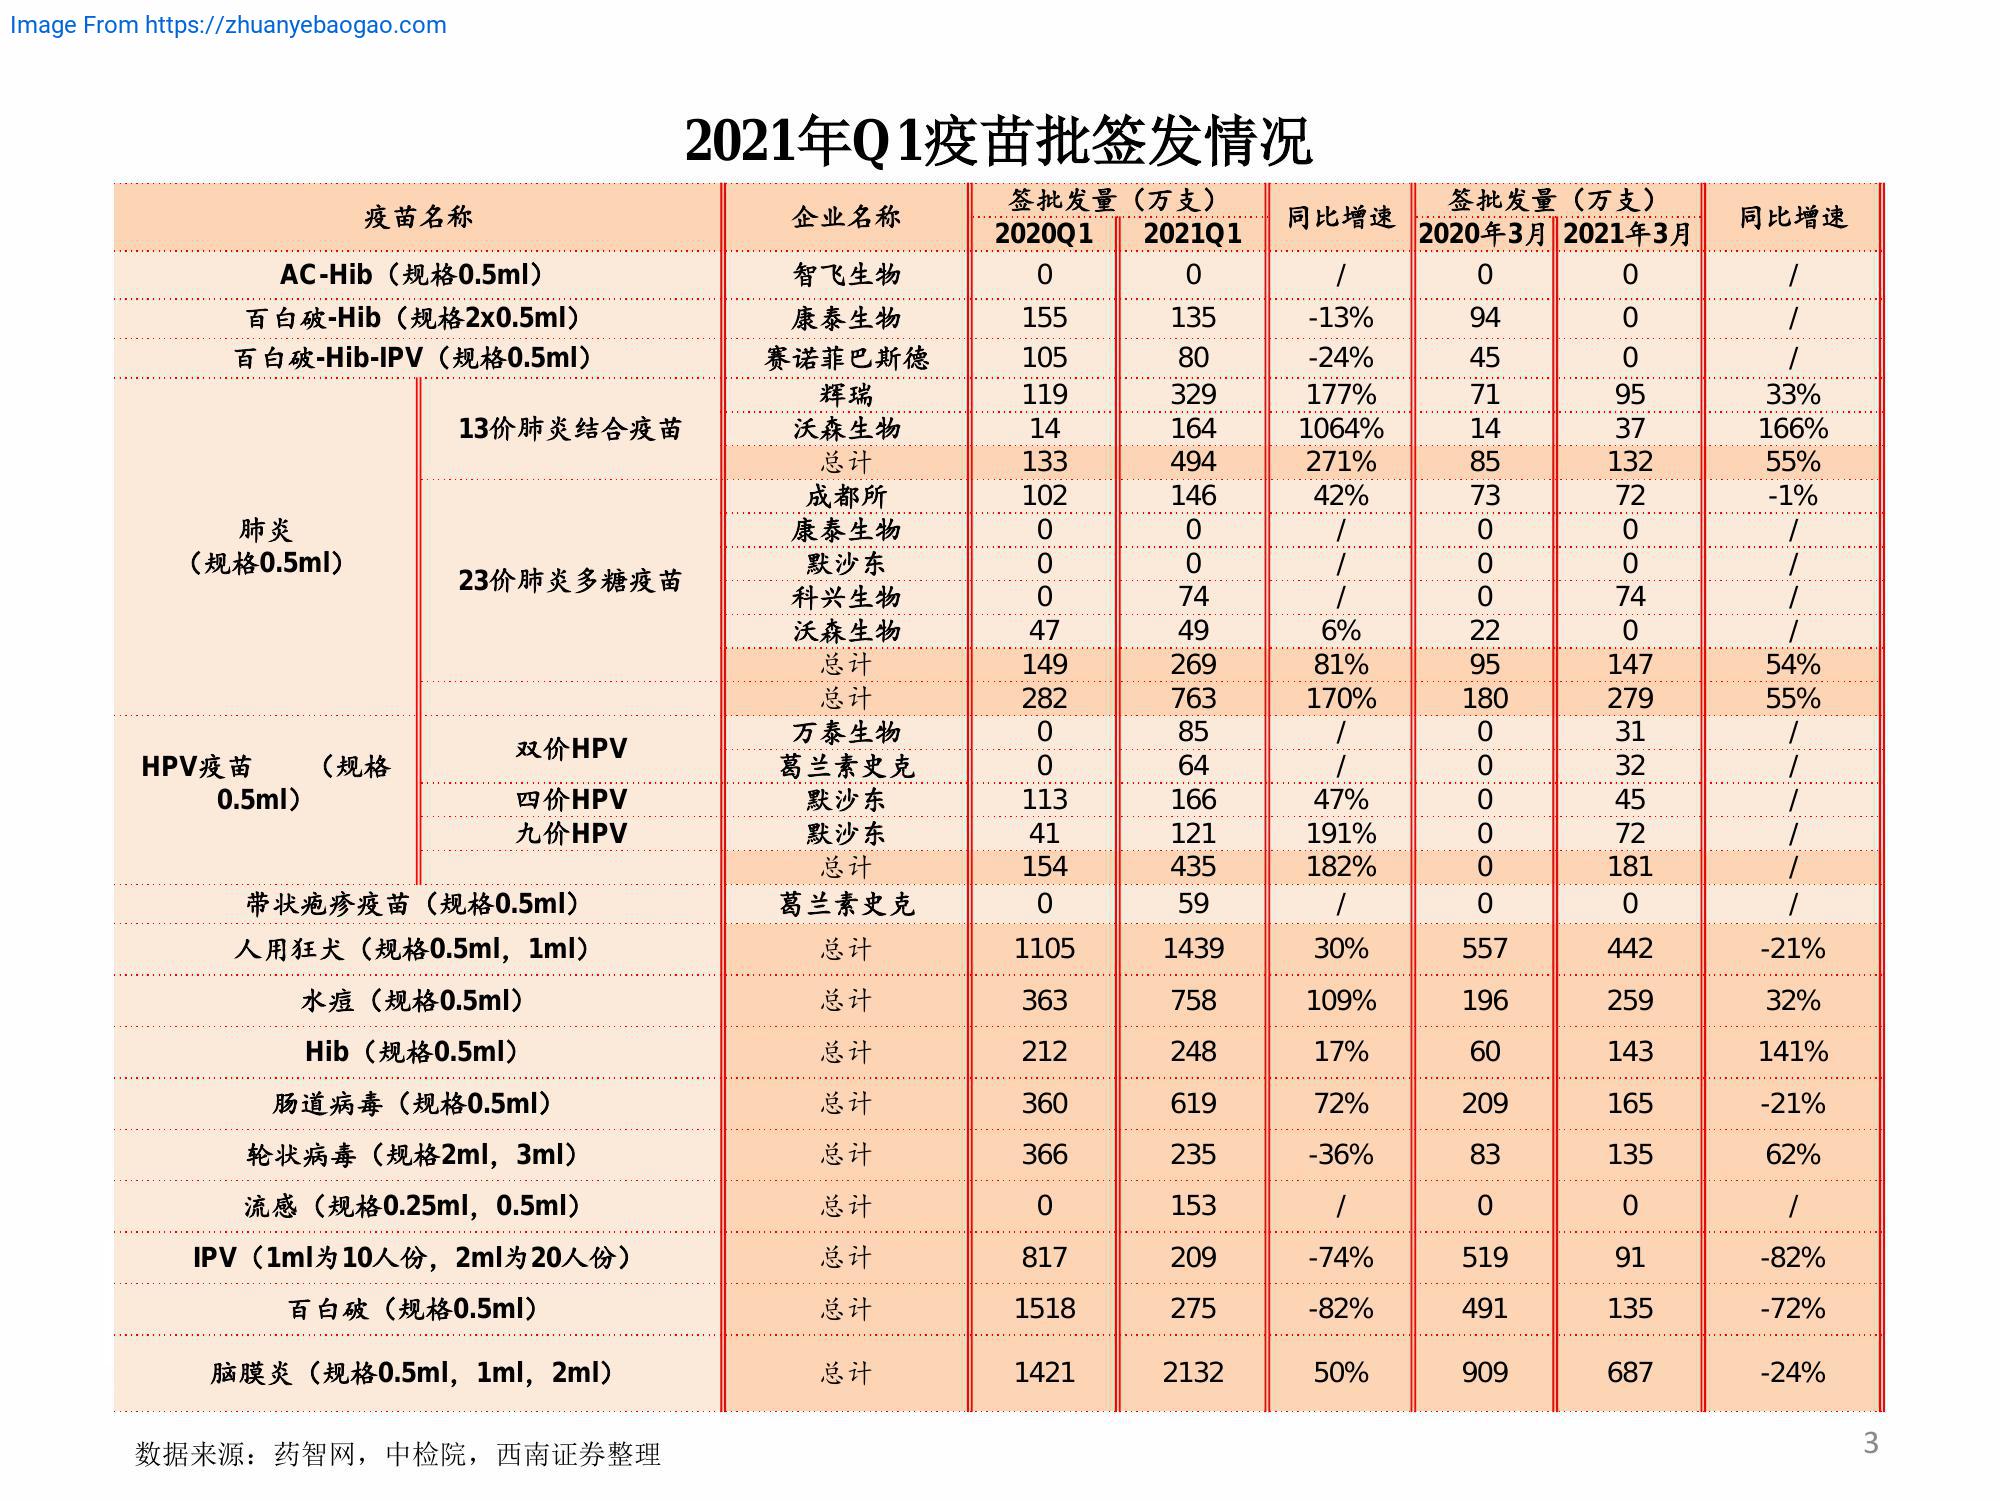 Image From https://zhuanyebaogao.com
2021年Q1疫苗批签发情况
疫苗名称 企业名称 签批发量（万支） 同比增速 签批发量（万支） 同比增速
2020Q1 2021Q1 2020年3月 2021年3月
AC-Hib（规格0.5ml） 智飞生物 0 0 / 0 0 /
百白破-Hib（规格2x0.5ml） 康泰生物 155 135 -13% 94 0 /
百白破-Hib-IPV（规格0.5ml） 赛诺菲巴斯德 105 80 -24% 45 0 /
肺炎
（规格0.5ml）
13价肺炎结合疫苗
辉瑞 119 329 177% 71 95 33%
沃森生物 14 164 1064% 14 37 166%
总计 133 494 271% 85 132 55%
23价肺炎多糖疫苗
成都所 102 146 42% 73 72 -1%
康泰生物 0 0 / 0 0 /
默沙东 0 0 / 0 0 /
科兴生物 0 74 / 0 74 /
沃森生物 47 49 6% 22 0 /
总计 149 269 81% 95 147 54%
总计 282 763 170% 180 279 55%
HPV疫苗 （规格
0.5ml）
双价HPV
万泰生物 0 85 / 0 31 /
葛兰素史克 0 64 / 0 32 /
四价HPV 默沙东 113 166 47% 0 45 /
九价HPV 默沙东 41 121 191% 0 72 /
总计 154 435 182% 0 181 /
带状疱疹疫苗（规格0.5ml） 葛兰素史克 0 59 / 0 0 /
人用狂犬（规格0.5ml，1ml） 总计 1105 1439 30% 557 442 -21%
水痘（规格0.5ml） 总计 363 758 109% 196 259 32%
Hib（规格0.5ml） 总计 212 248 17% 60 143 141%
肠道病毒（规格0.5ml） 总计 360 619 72% 209 165 -21%
轮状病毒（规格2ml，3ml） 总计 366 235 -36% 83 135 62%
流感（规格0.25ml，0.5ml） 总计 0 153 / 0 0 /
IPV（1ml为10人份，2ml为20人份） 总计 817 209 -74% 519 91 -82%
百白破（规格0.5ml） 总计 1518 275 -82% 491 135 -72%
脑膜炎（规格0.5ml，1ml，2ml） 总计 1421 2132 50% 909 687 -24%
数据来源：药智网，中检院，西南证券整理
3